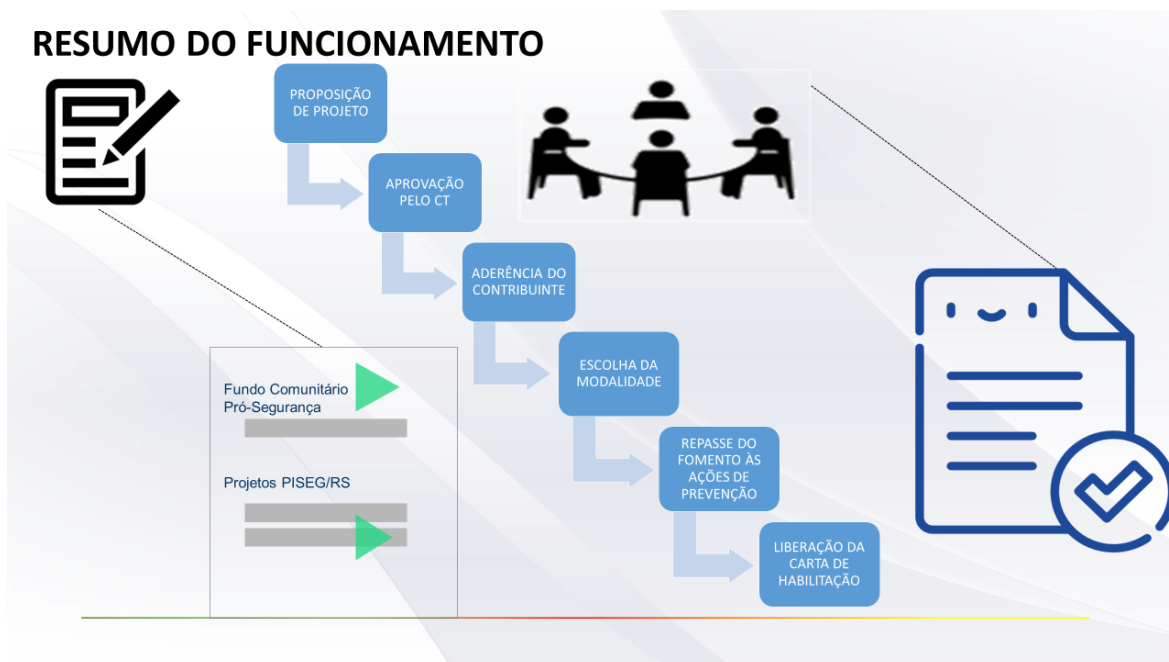 RESUMO DO FUNCIONAMENTO
PROPOSIÇÃO
DE PROJETO
APROVAÇÃO
PELO CT
ADERÊNCIA DO
CONTRIBUINTE
ESCOLHA DA
MODALIDADE
REPASSE DO
FOMENTO ÀS
AÇÕES DE
PREVENÇÃO
LIBERAÇÃO DA
CARTA DE
HABILITAÇÃO
Fundo Comunitário
Pró-Segurança
Projetos PISEG/RS